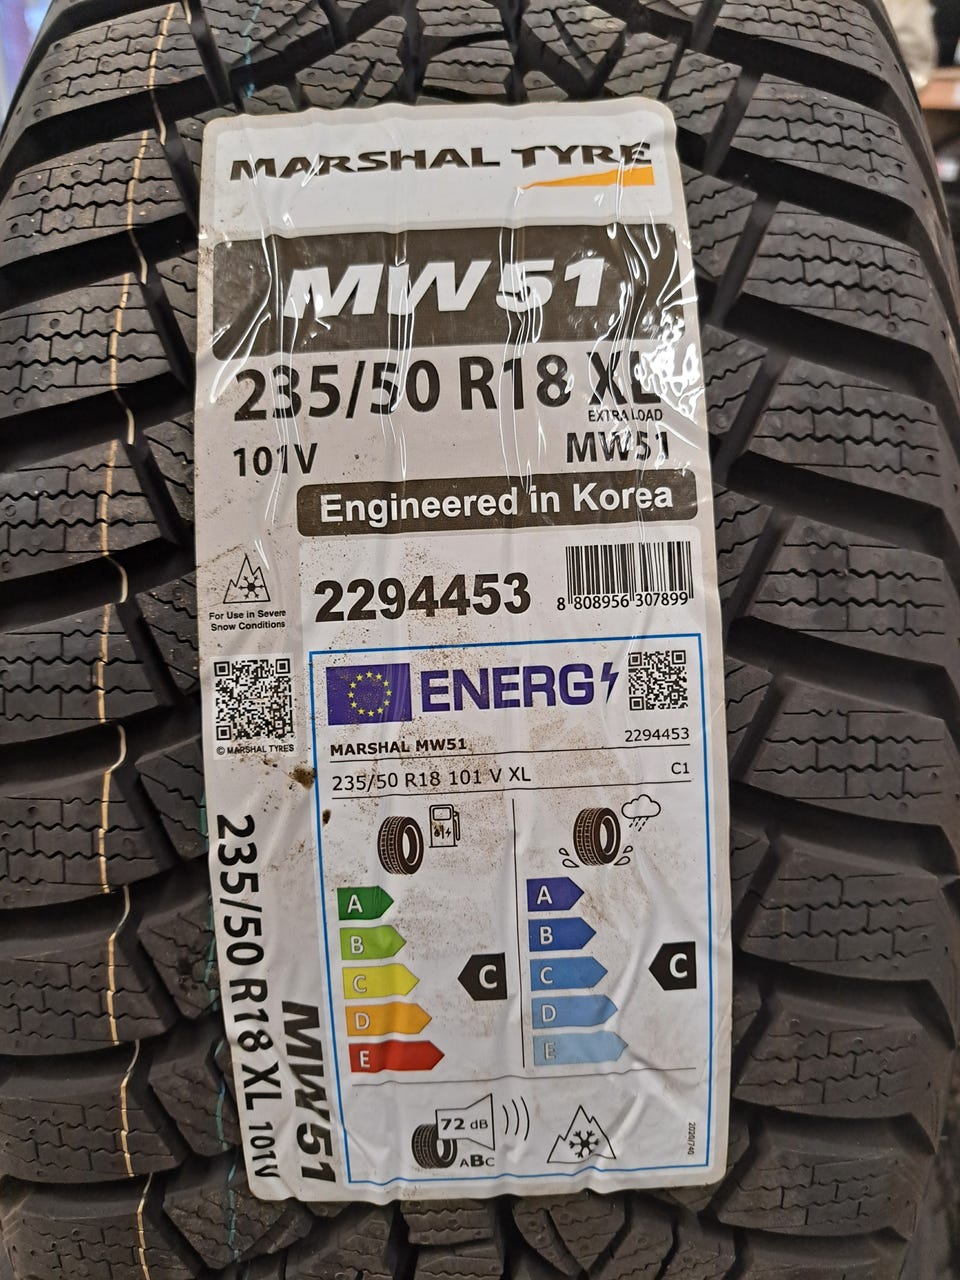 MARSHAL TYRE
MW51
235/50 R18 XL
EXTRA LOAD
101V MW51
Engineered in Korea
For Use in Severe
Snow Conditions
2294453
8 808956 307899
© MARSHAL TYRES
ENERG
2294453
MARSHAL MW51
235/50 R18 101 V XL C1
A
B
C
D
E
C
A
B
C
D
E
C
72 dB
ABC
2020/740
235/50 R18 XL 101V
MW51